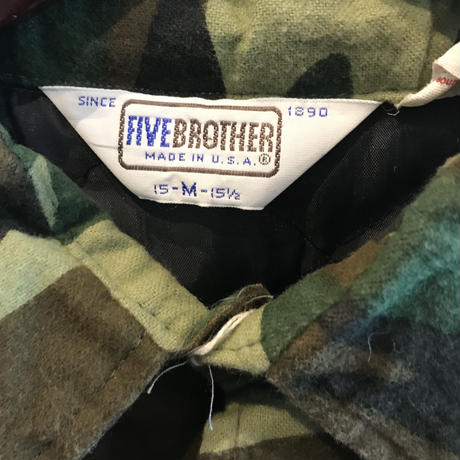 SINCE 1890
FIVE BROTHER
MADE IN U.S.A.®
15-M-15½